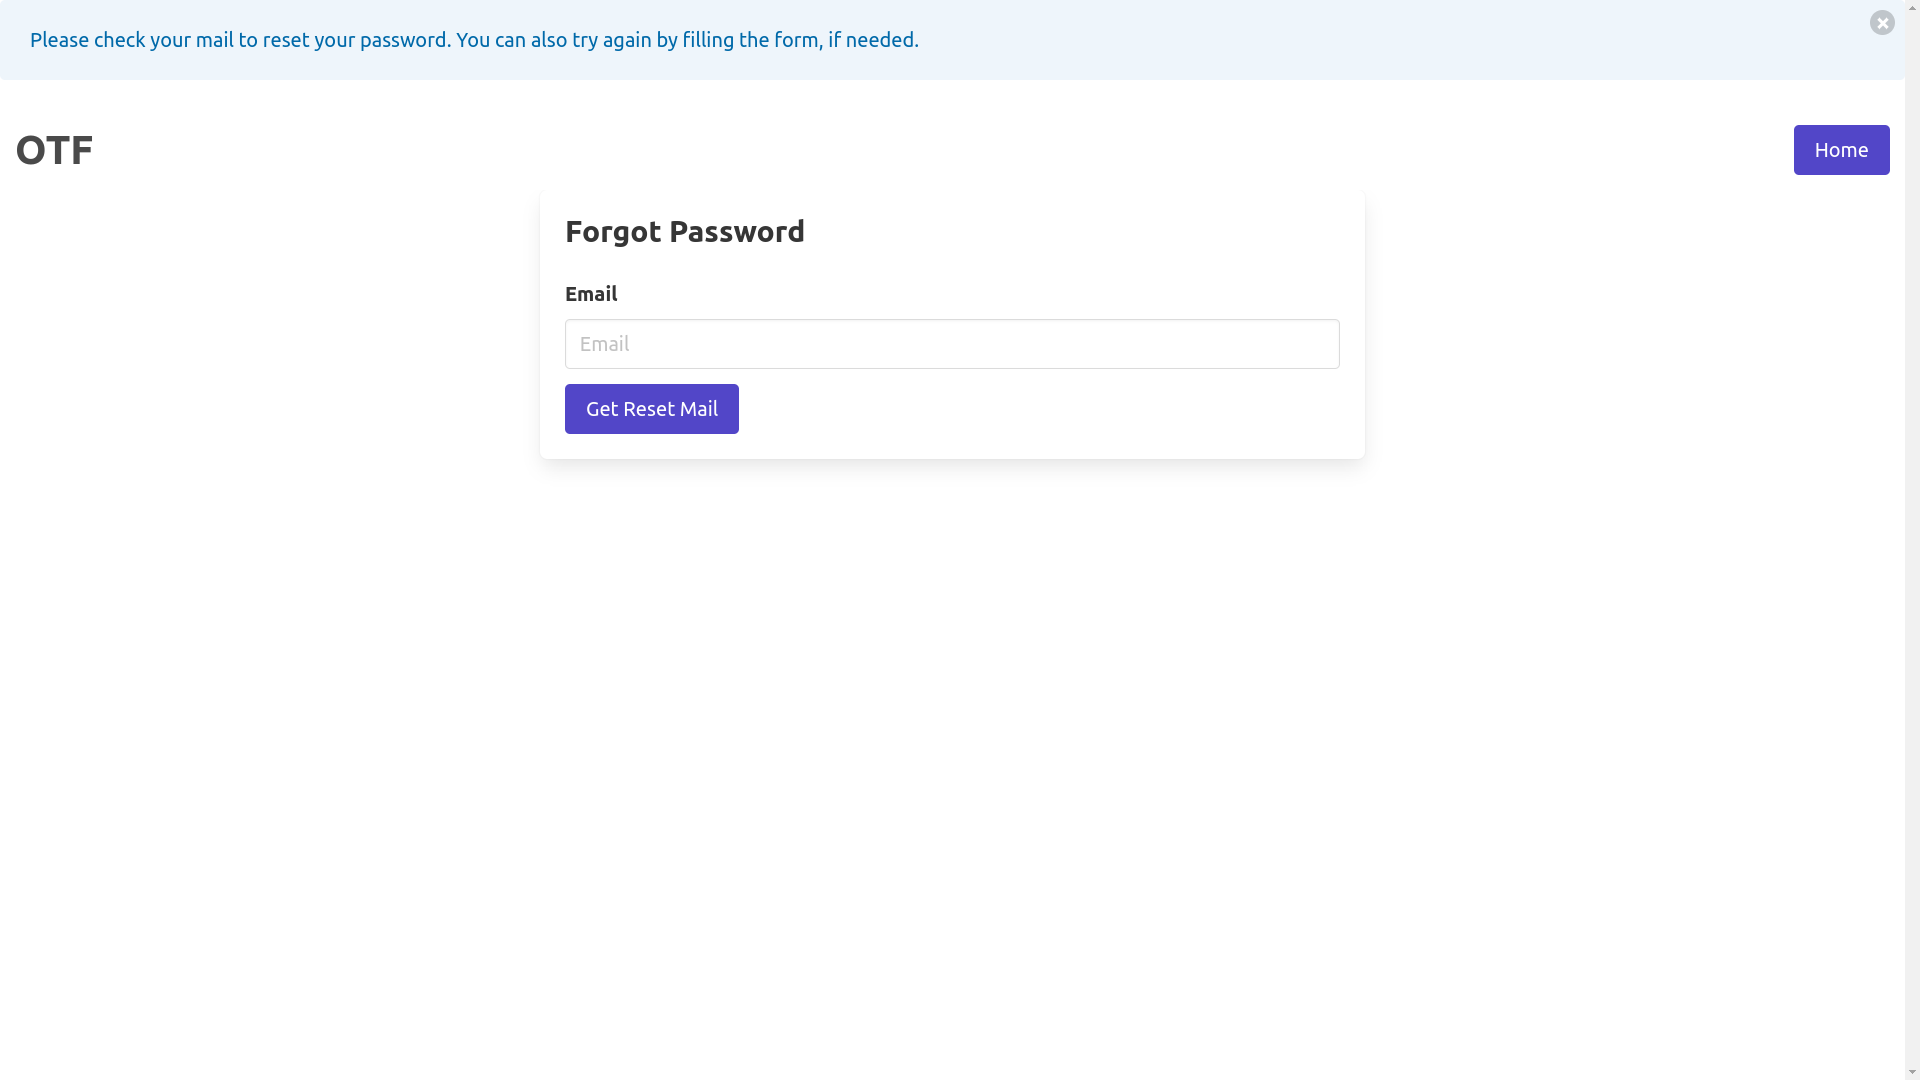 Please check your mail to reset your password. You can also try again by filling the form, if needed.
OTF
Home
Forgot Password
Email
Email
Get Reset Mail